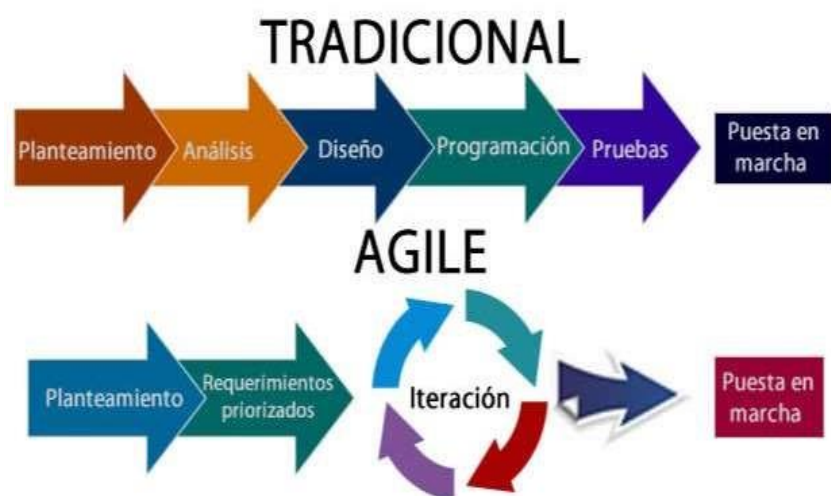 TRADICIONAL
Planteamiento
Análisis
Diseño
Programación
Pruebas
Puesta en
marcha
AGILE
Planteamiento
Requerimientos
priorizados
Iteración
Puesta en
marcha